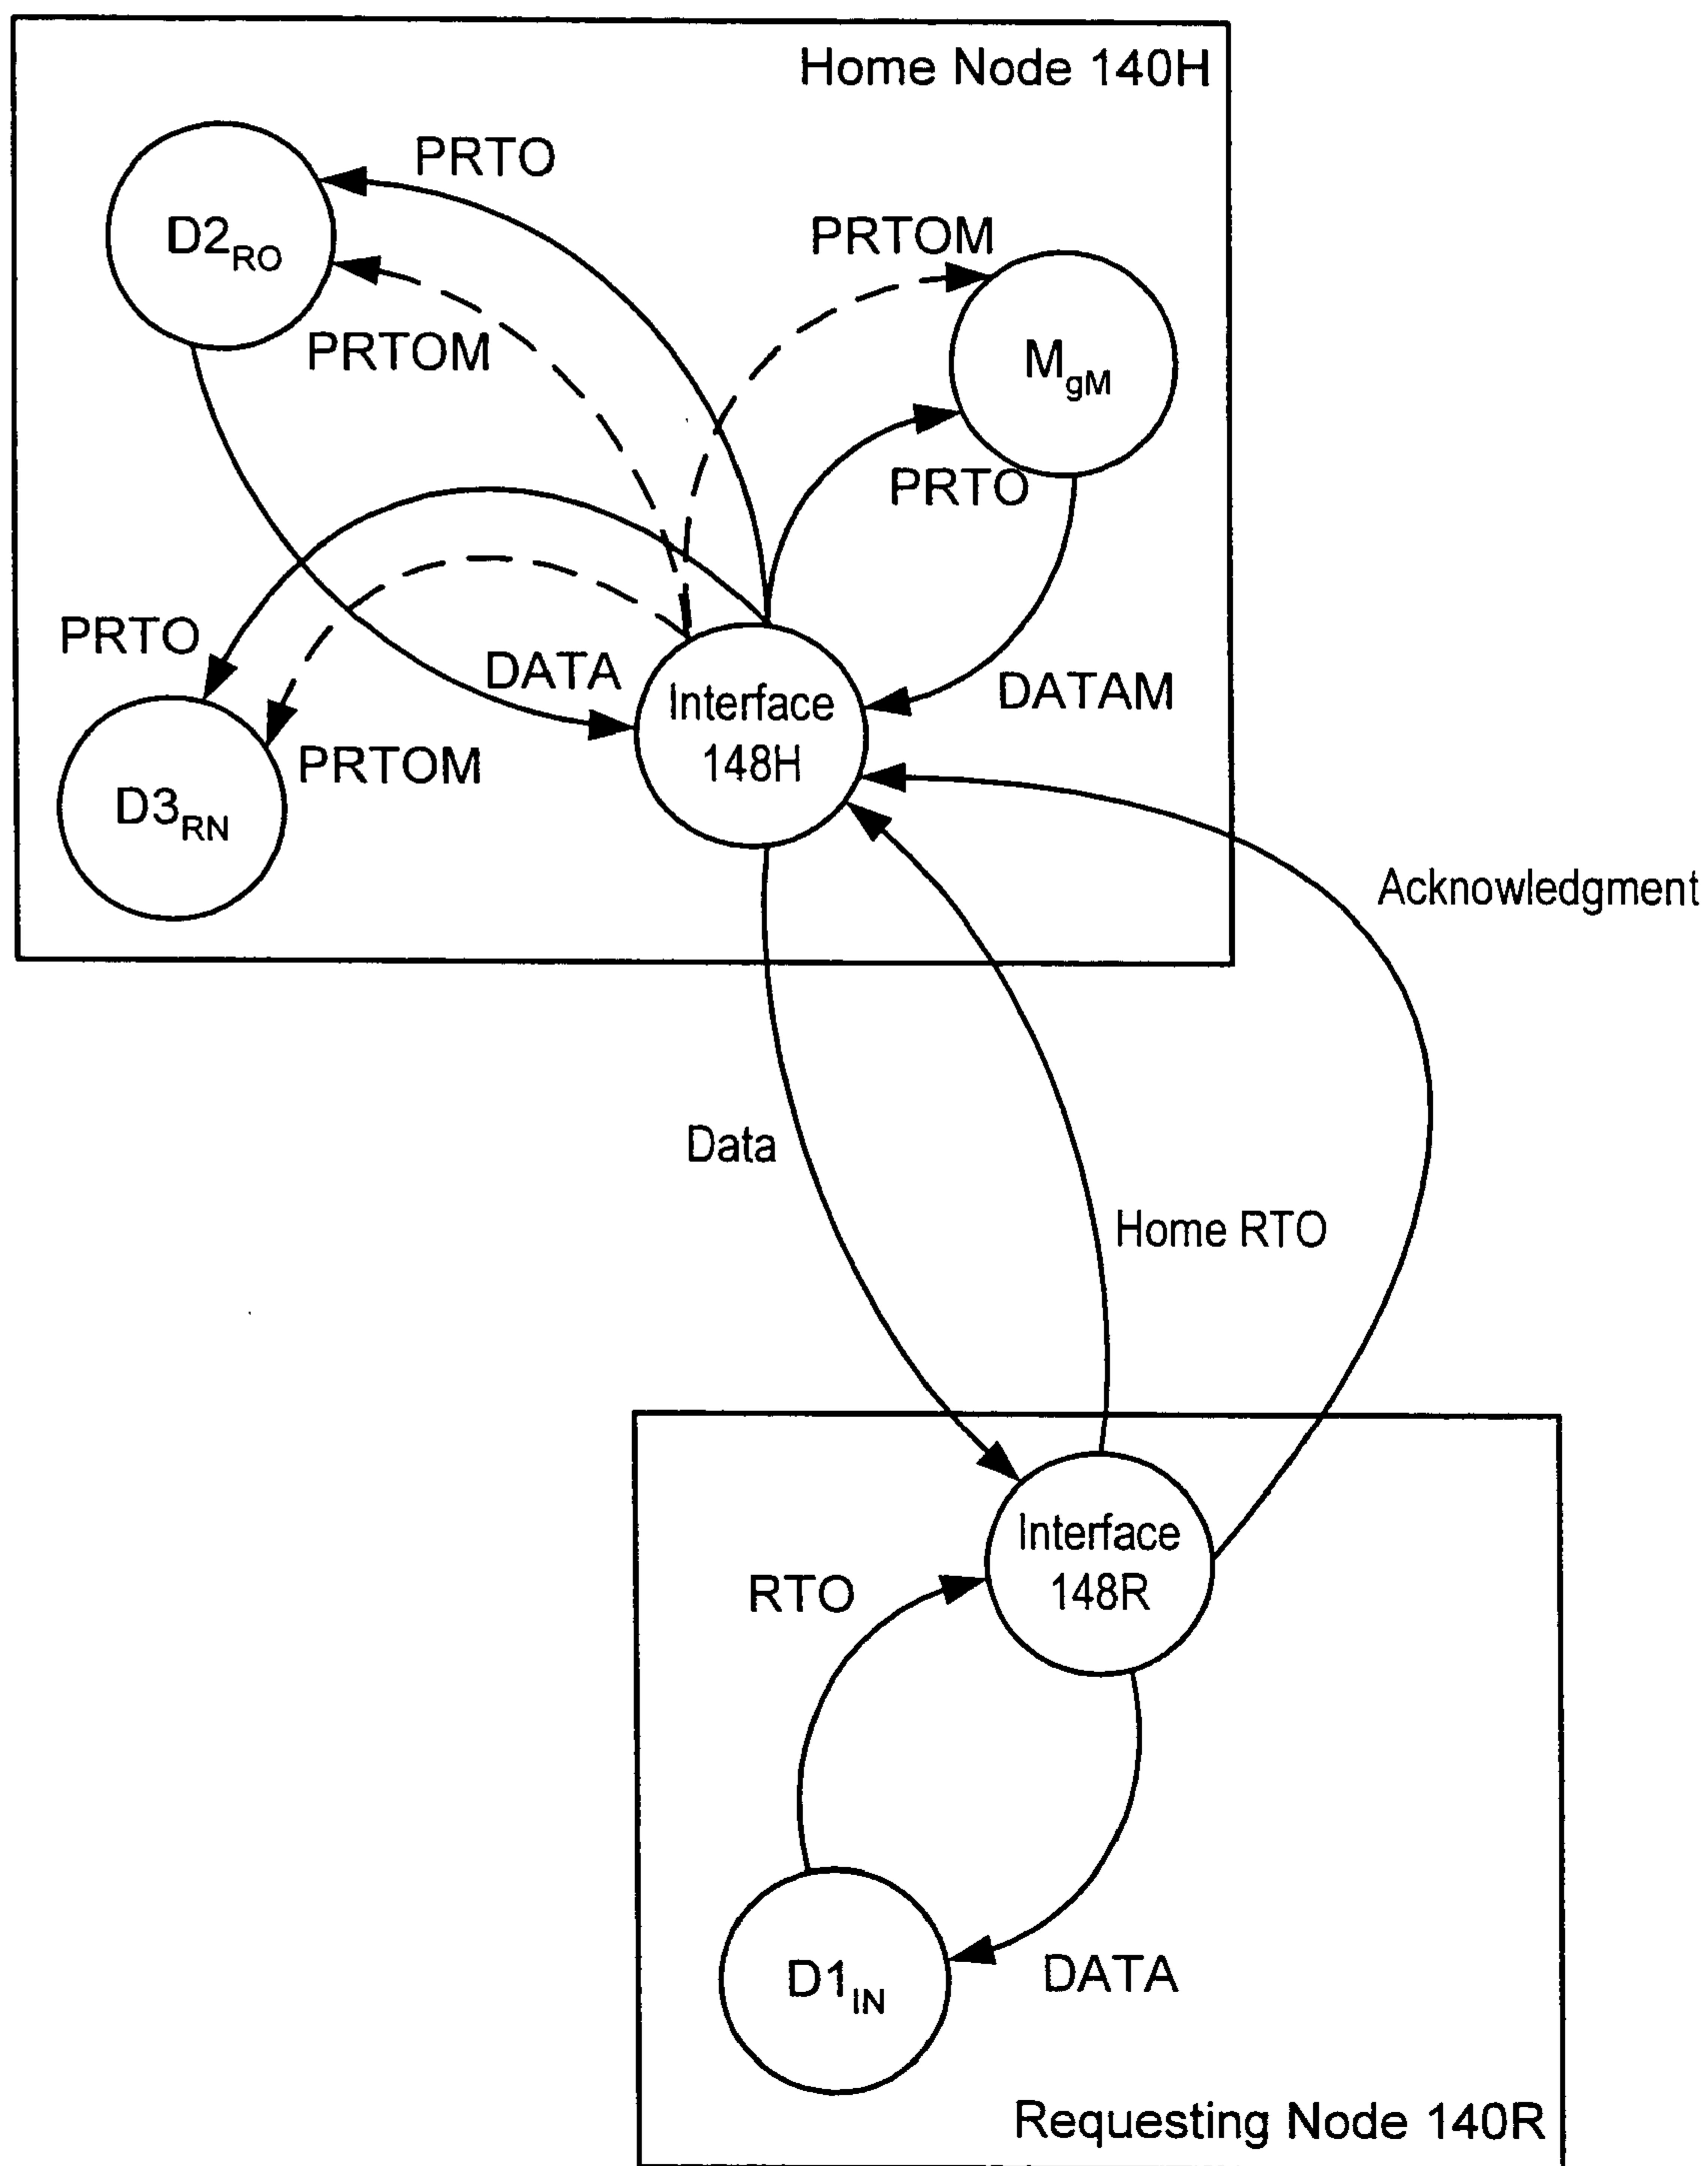 Home Node 140H
PRTO
D2RO
PRTOM
PRTOM
MgM
PRTO
PRTO
DATA
Interface
148H
DATAM
PRTOM
D3RN
Acknowledgment
Data
Home RTO
Interface
148R
RTO
D1IN
DATA
Requesting Node 140R